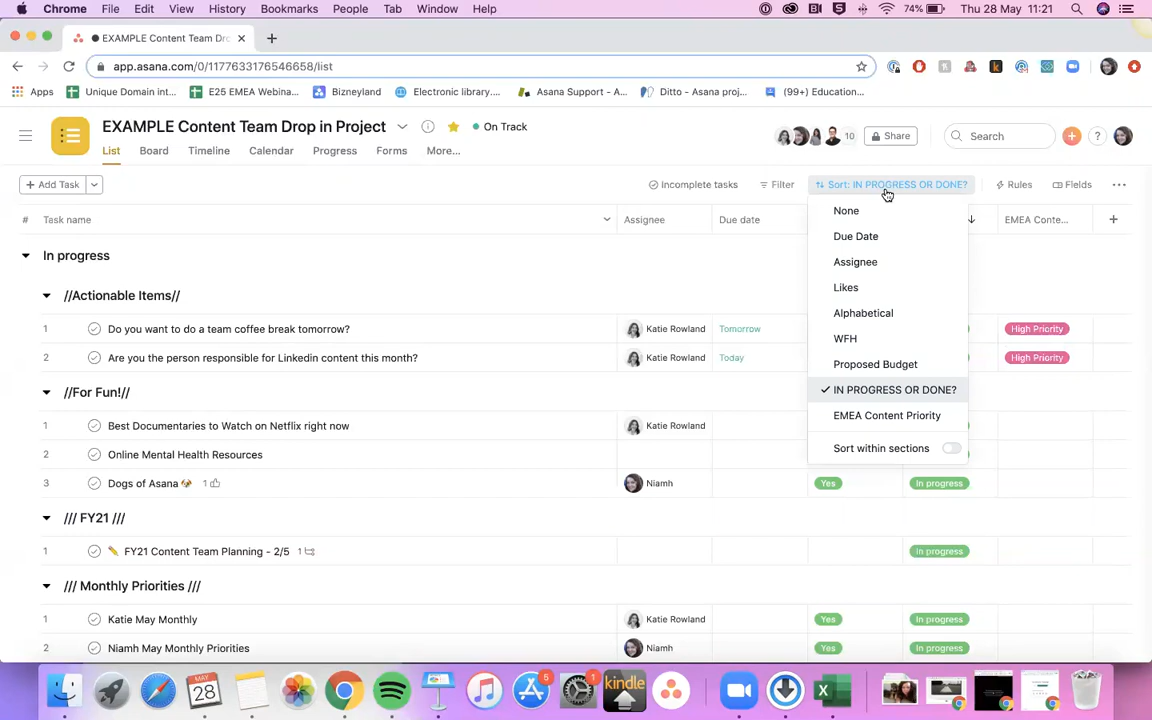 Chrome File Edit View History Bookmarks People Tab Window Help 74% Thu 28 May 11:21
EXAMPLE Content Team Dr
app.asana.com/0/1177633176546658/list
Apps Unique Domain int... E25 EMEA Webina... Bizneyland Electronic library.... Asana Support - A... Ditto - Asana proj... (99+) Education...
EXAMPLE Content Team Drop in Project On Track 10 Share Search ?
List Board Timeline Calendar Progress Forms More...
+ Add Task Incomplete tasks Filter Sort: IN PROGRESS OR DONE? Rules Fields
# Task name Assignee Due date EMEA Conte...
None
Due Date
Assignee
Likes
Alphabetical
WFH
Proposed Budget
IN PROGRESS OR DONE?
EMEA Content Priority
Sort within sections
In progress
//Actionable Items//
1 Do you want to do a team coffee break tomorrow? Katie Rowland Tomorrow High Priority
2 Are you the person responsible for Linkedin content this month? Katie Rowland Today High Priority
//For Fun!//
1 Best Documentaries to Watch on Netflix right now Katie Rowland
2 Online Mental Health Resources
3 Dogs of Asana 🐶 1 Niamh Yes In progress
/// FY21 ///
1 ✏️ FY21 Content Team Planning - 2/5 1 In progress
/// Monthly Priorities ///
1 Katie May Monthly Katie Rowland Yes In progress
2 Niamh May Monthly Priorities Niamh Yes In progress
MAY
28
5
1
kindle